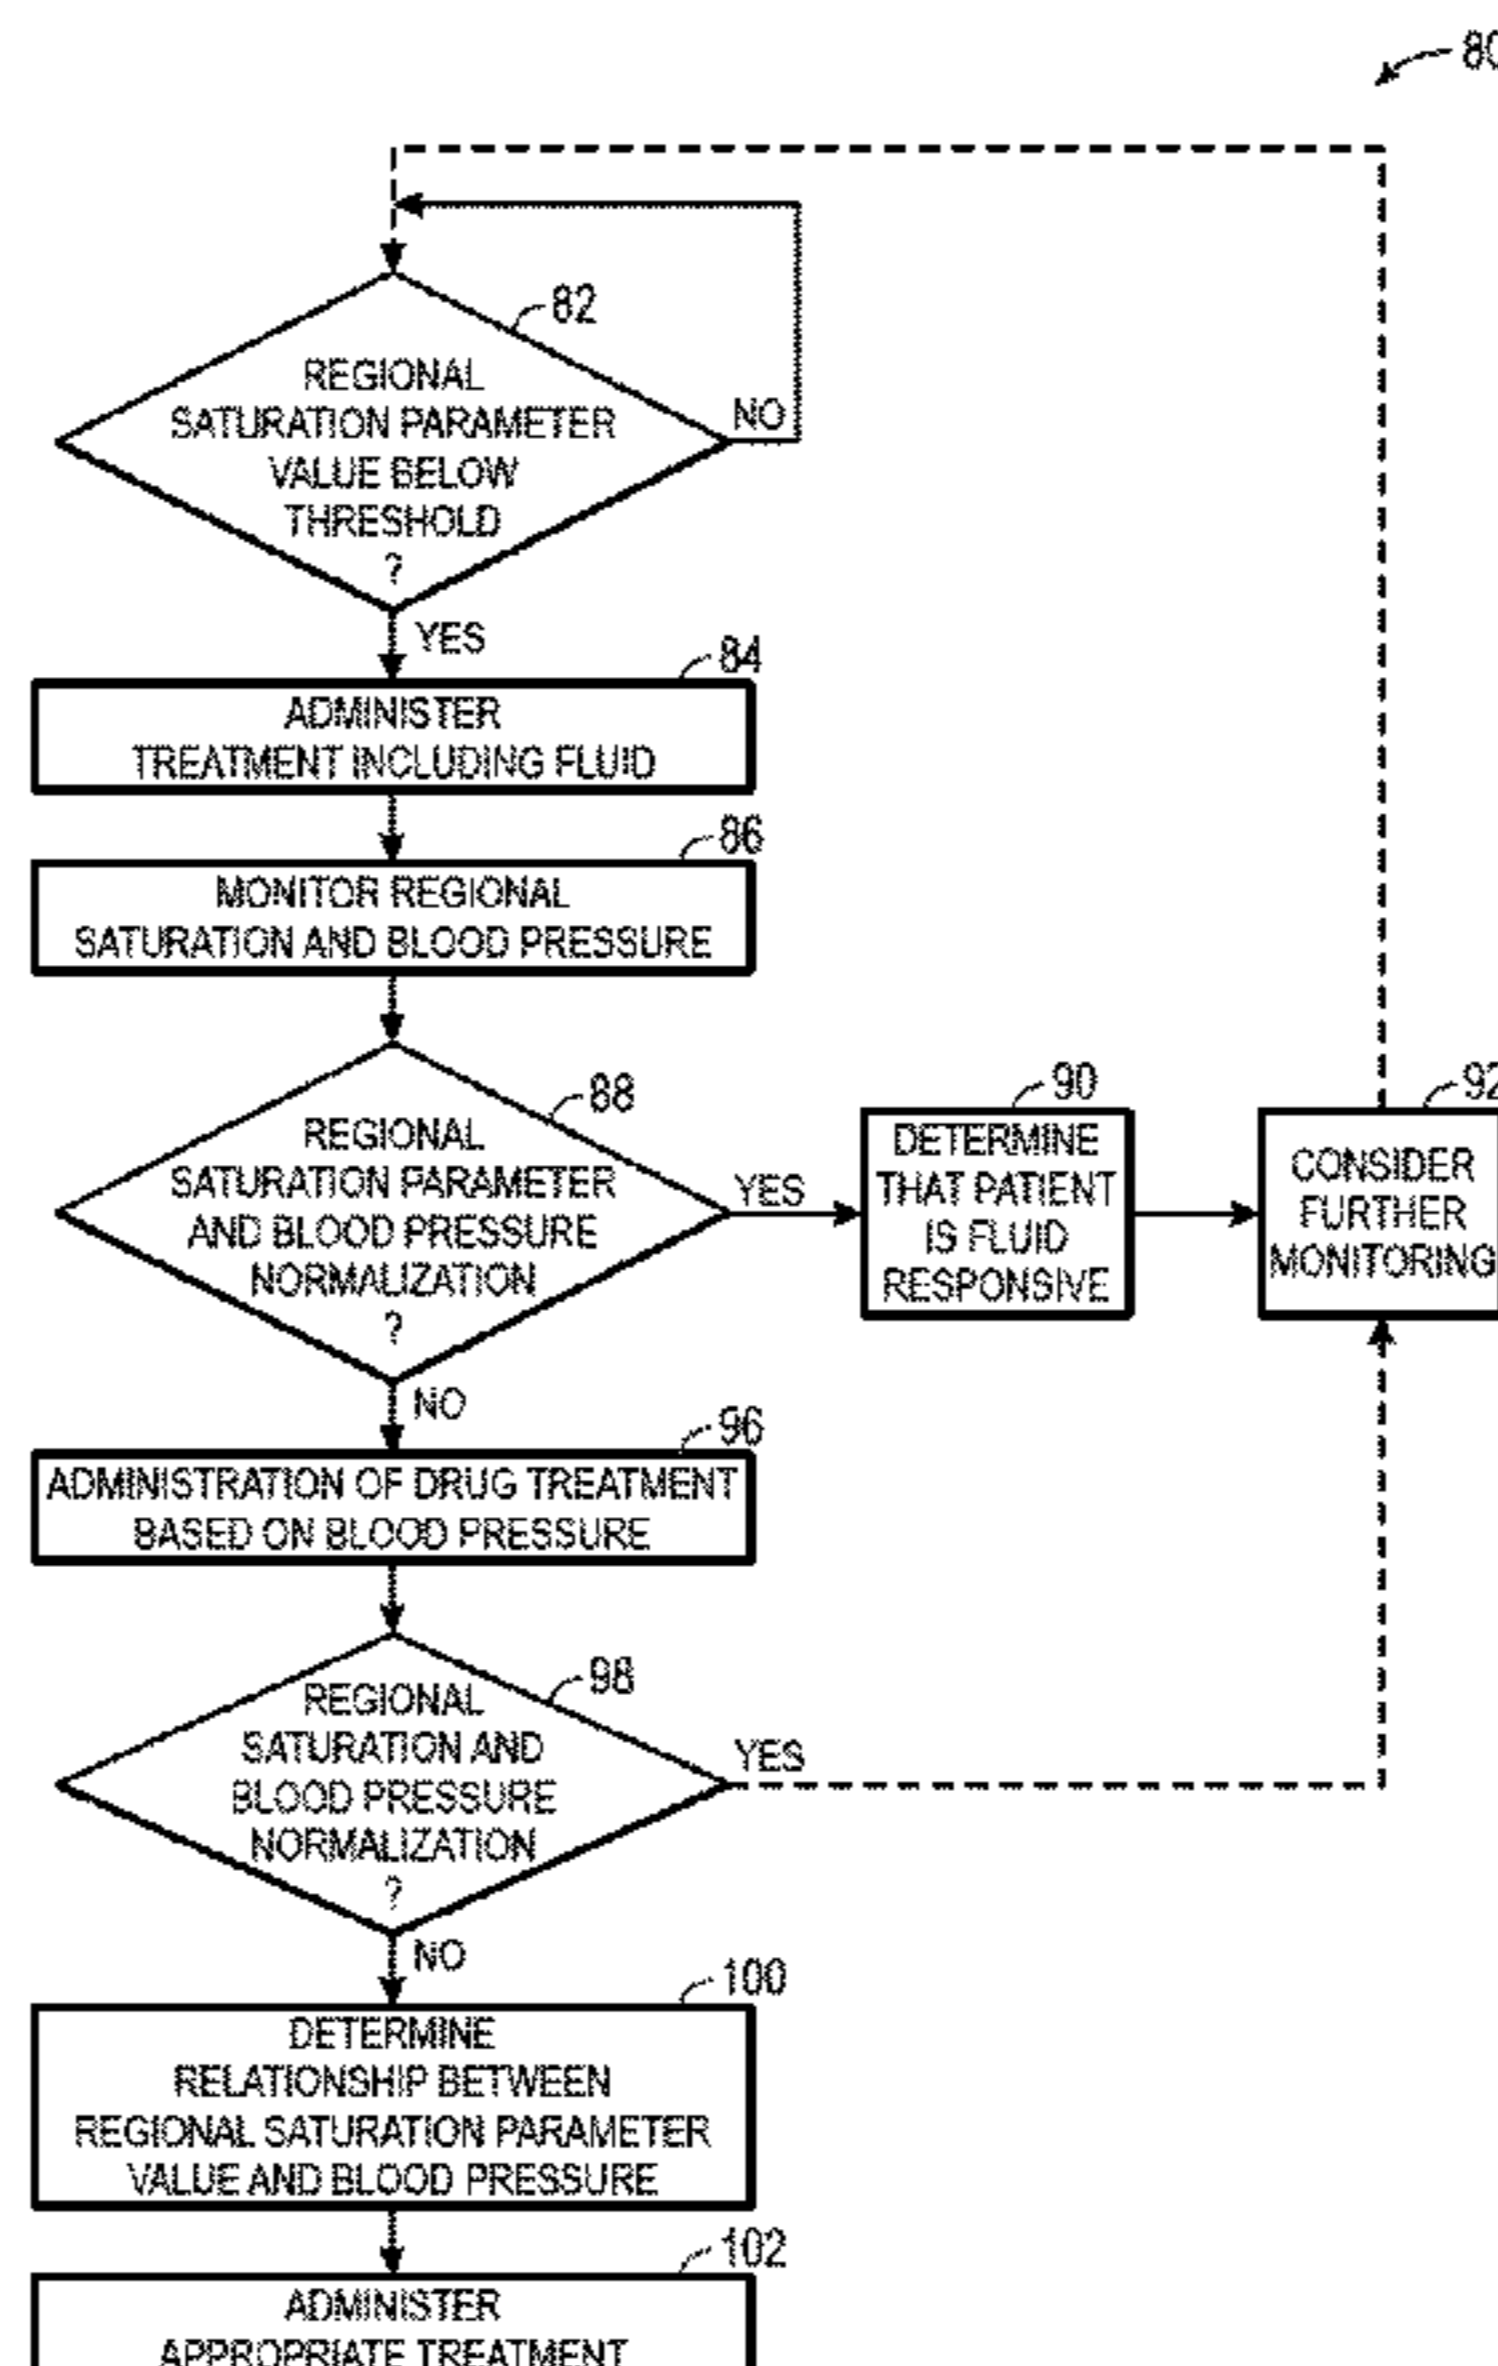 80
82
REGIONAL
SATURATION PARAMETER
VALUE BELOW
THRESHOLD
?
NO
YES
84
ADMINISTER
TREATMENT INCLUDING FLUID
86
MONITOR REGIONAL
SATURATION AND BLOOD PRESSURE
88
REGIONAL
SATURATION PARAMETER
AND BLOOD PRESSURE
NORMALIZATION
?
YES
90
DETERMINE
THAT PATIENT
IS FLUID
RESPONSIVE
92
CONSIDER
FURTHER
MONITORING
NO
96
ADMINISTRATION OF DRUG TREATMENT
BASED ON BLOOD PRESSURE
98
REGIONAL
SATURATION AND
BLOOD PRESSURE
NORMALIZATION
?
YES
NO
100
DETERMINE
RELATIONSHIP BETWEEN
REGIONAL SATURATION PARAMETER
VALUE AND BLOOD PRESSURE
102
ADMINISTER
APPROPRIATE TREATMENT